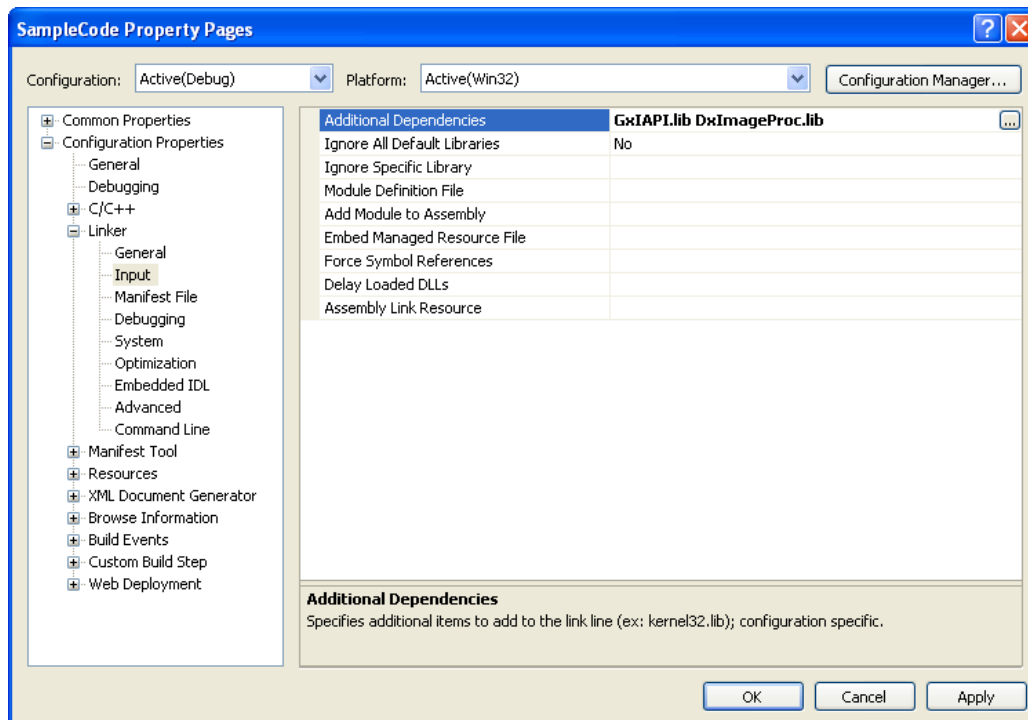 SampleCode Property Pages
Configuration: Active(Debug) Platform: Active(Win32) Configuration Manager...
Common Properties
Configuration Properties
General
Debugging
C/C++
Linker
General
Input
Manifest File
Debugging
System
Optimization
Embedded IDL
Advanced
Command Line
Manifest Tool
Resources
XML Document Generator
Browse Information
Build Events
Custom Build Step
Web Deployment
Additional Dependencies GxIAPI.lib DxImageProc.lib ...
Ignore All Default Libraries No
Ignore Specific Library
Module Definition File
Add Module to Assembly
Embed Managed Resource File
Force Symbol References
Delay Loaded DLLs
Assembly Link Resource
Additional Dependencies
Specifies additional items to add to the link line (ex: kernel32.lib); configuration specific.
OK Cancel Apply